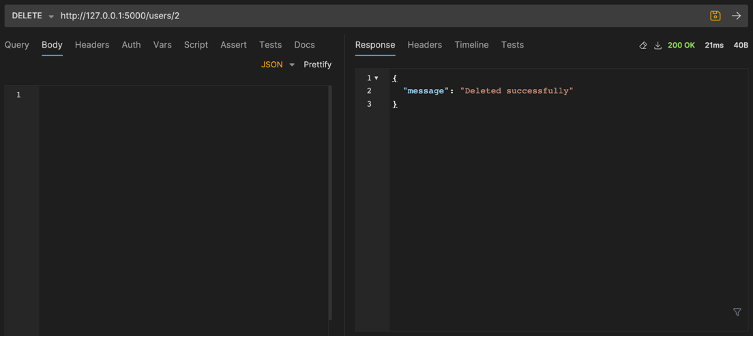 DELETE http://127.0.0.1:5000/users/2
Query Body Headers Auth Vars Script Assert Tests Docs
JSON Prettify
1
Response Headers Timeline Tests 200 OK 21ms 40B
1 {
2 "message": "Deleted successfully"
3 }